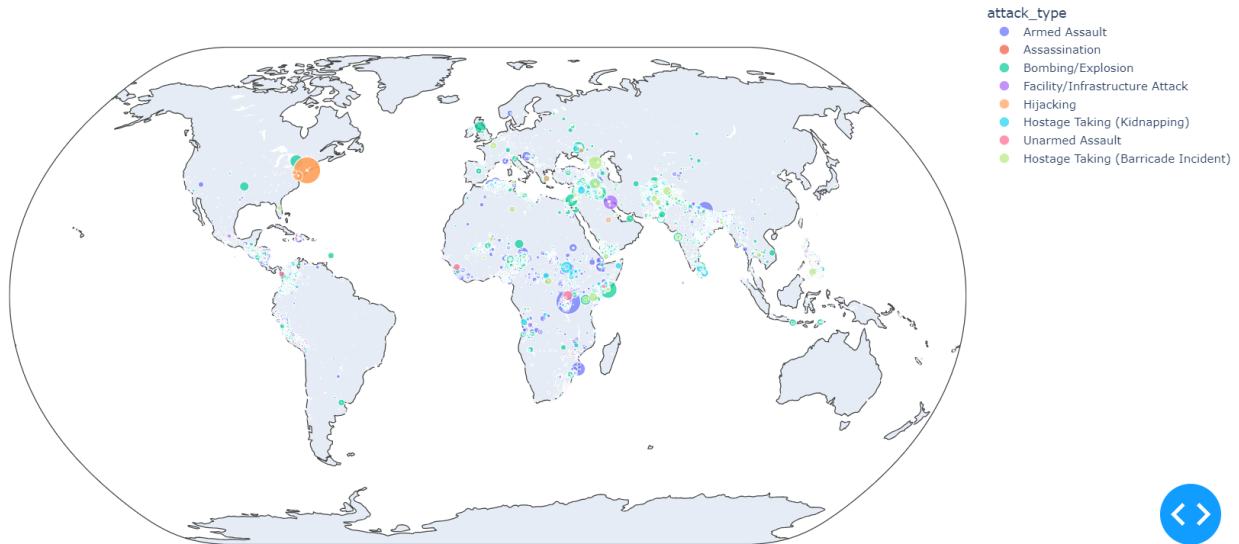 attack_type
Armed Assault
Assassination
Bombing/Explosion
Facility/Infrastructure Attack
Hijacking
Hostage Taking (Kidnapping)
Unarmed Assault
Hostage Taking (Barricade Incident)